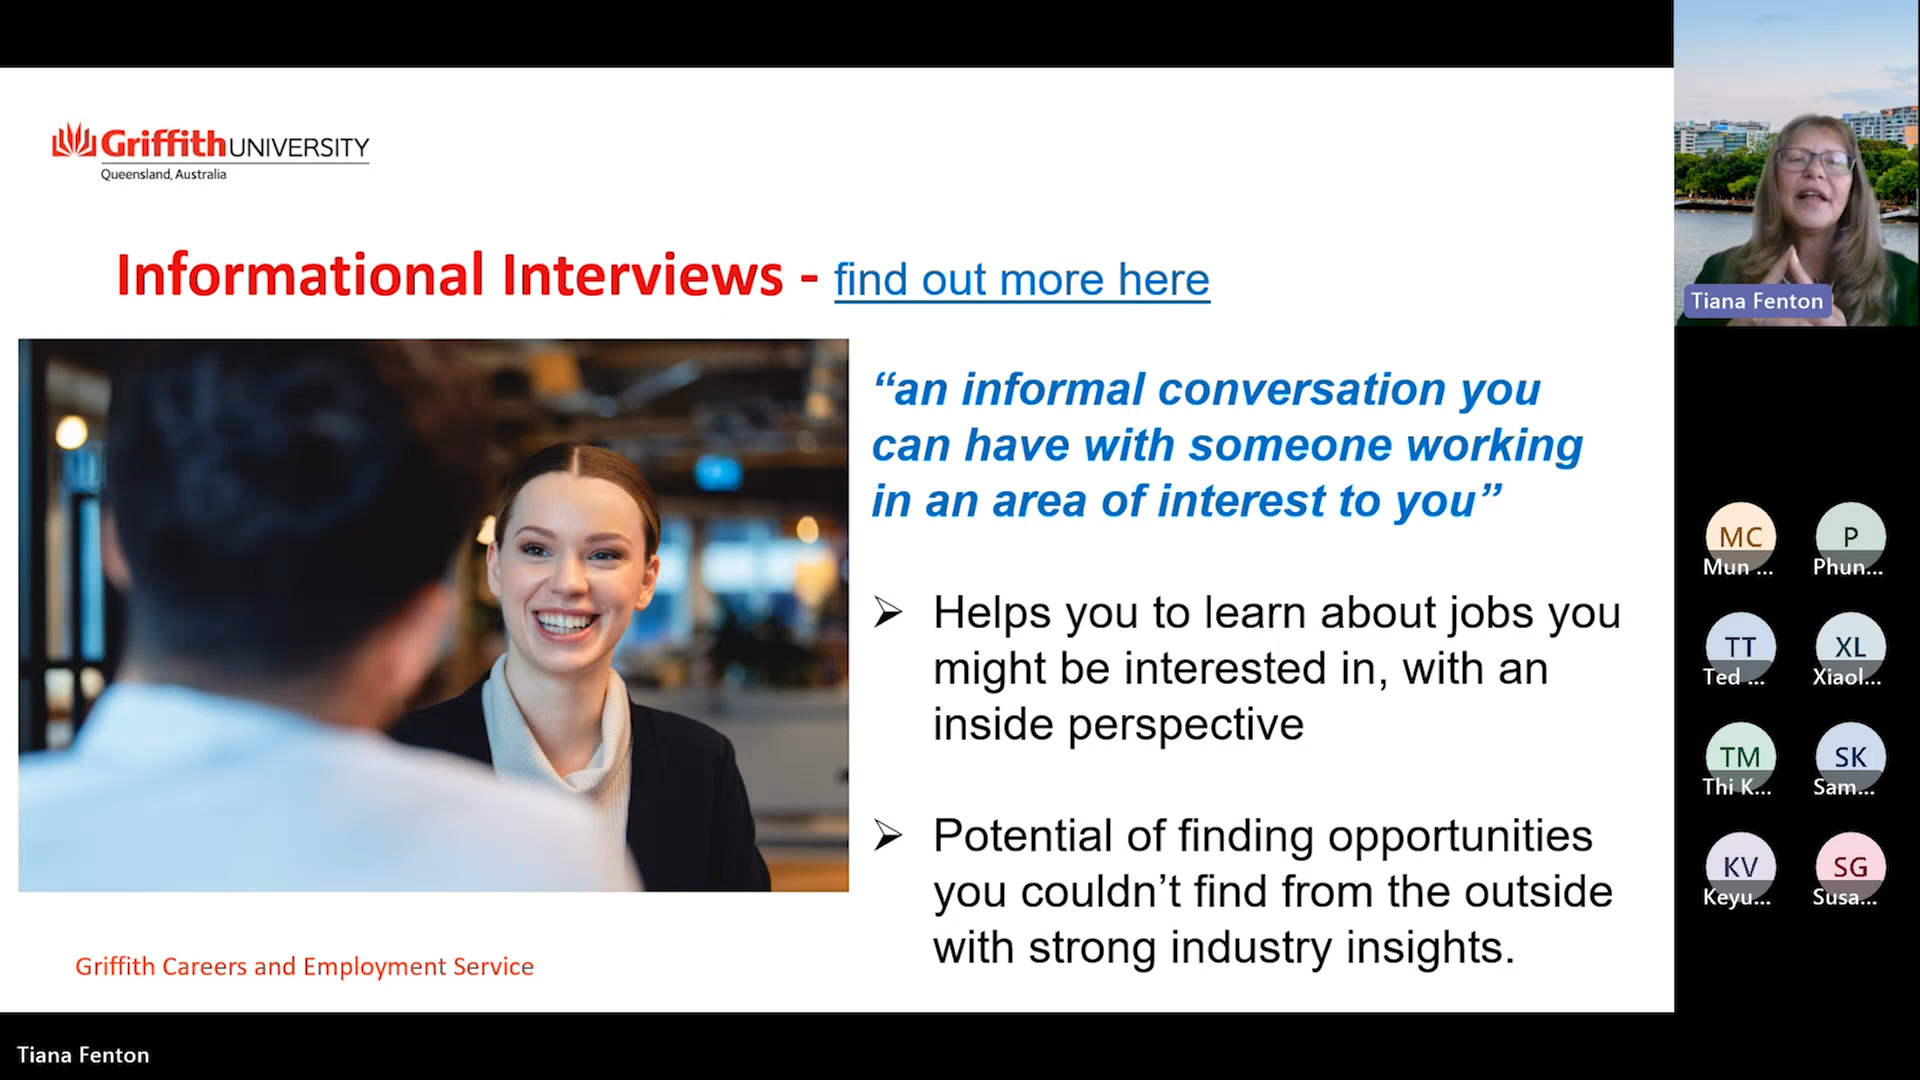 Griffith UNIVERSITY
Queensland, Australia
Informational Interviews - find out more here
“an informal conversation you
can have with someone working
in an area of interest to you”
➢ Helps you to learn about jobs you
might be interested in, with an
inside perspective
➢ Potential of finding opportunities
you couldn’t find from the outside
with strong industry insights.
Griffith Careers and Employment Service
Tiana Fenton
Tiana Fenton
MC
P
Mun ...
Phun...
TT
XL
Ted ...
Xiaol...
TM
SK
Thi K...
Sam...
KV
SG
Keyu...
Susa...